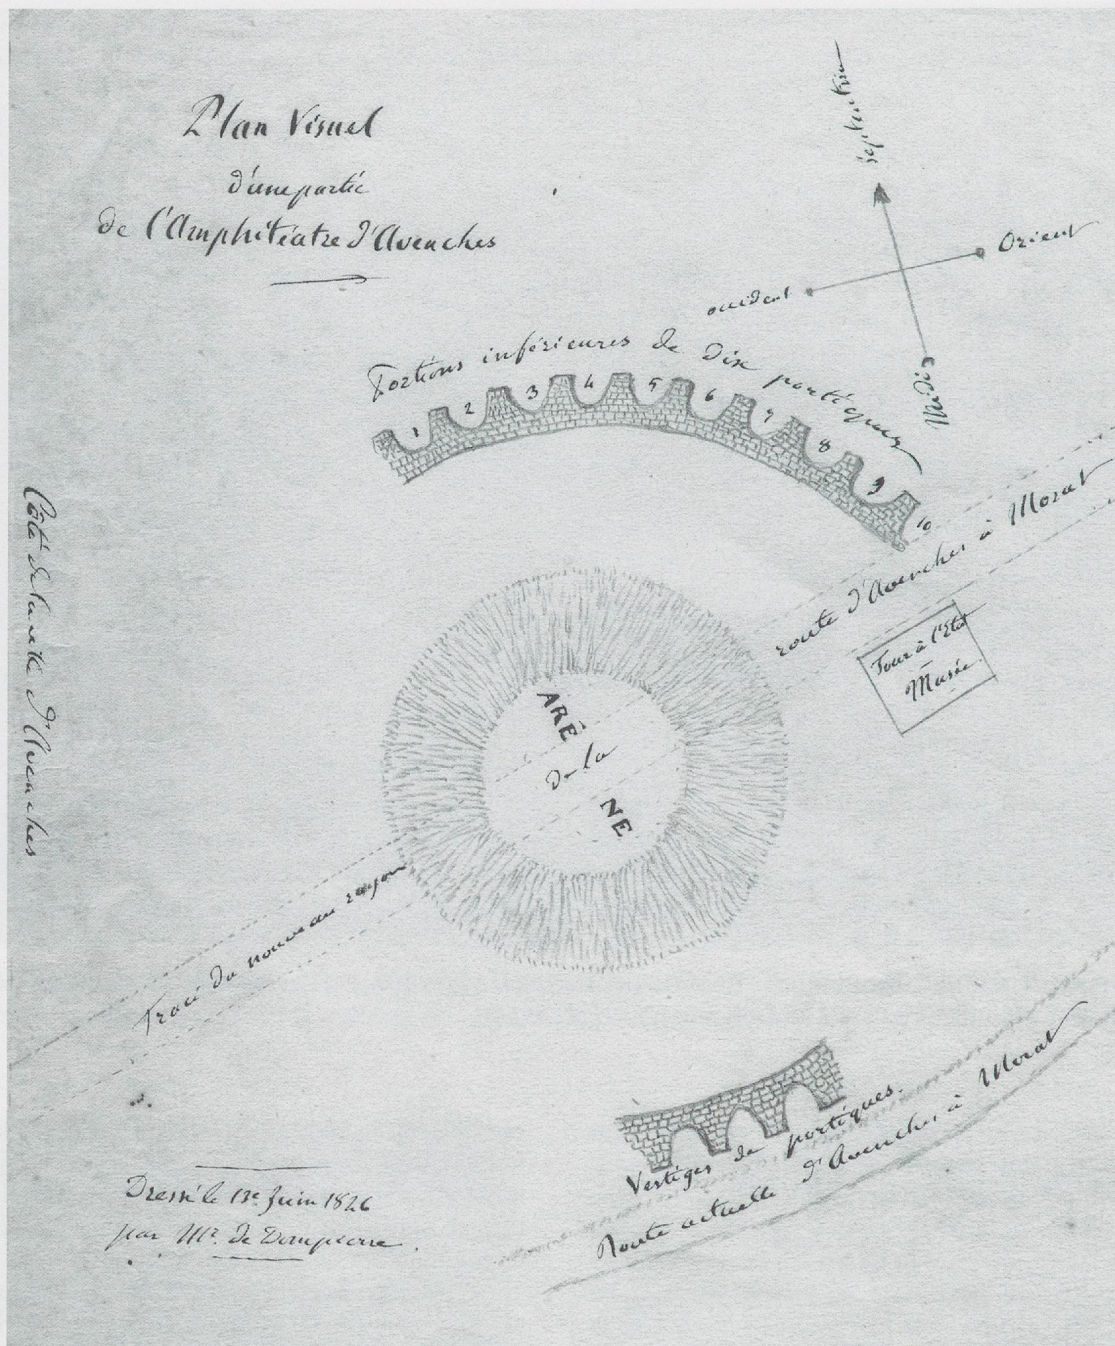 Plan Visuel
d'une partie
de l'Amphitéatre d'Avenches
Septentrion
Orient
occident
Midi
Portions inférieures de dix portiques
1 2 3 4 5 6 7 8 9 10
route d'Avenches à Morat
Tour à l'Etat
Musée
Côté de la ville d'Avenches
ARÈ
de la
NE
Tracé du nouveau
Vestiges de portiques.
Route actuelle d'Avenches à Morat
Dressé le 13e Juin 1826
par Mr. de Dompierre.